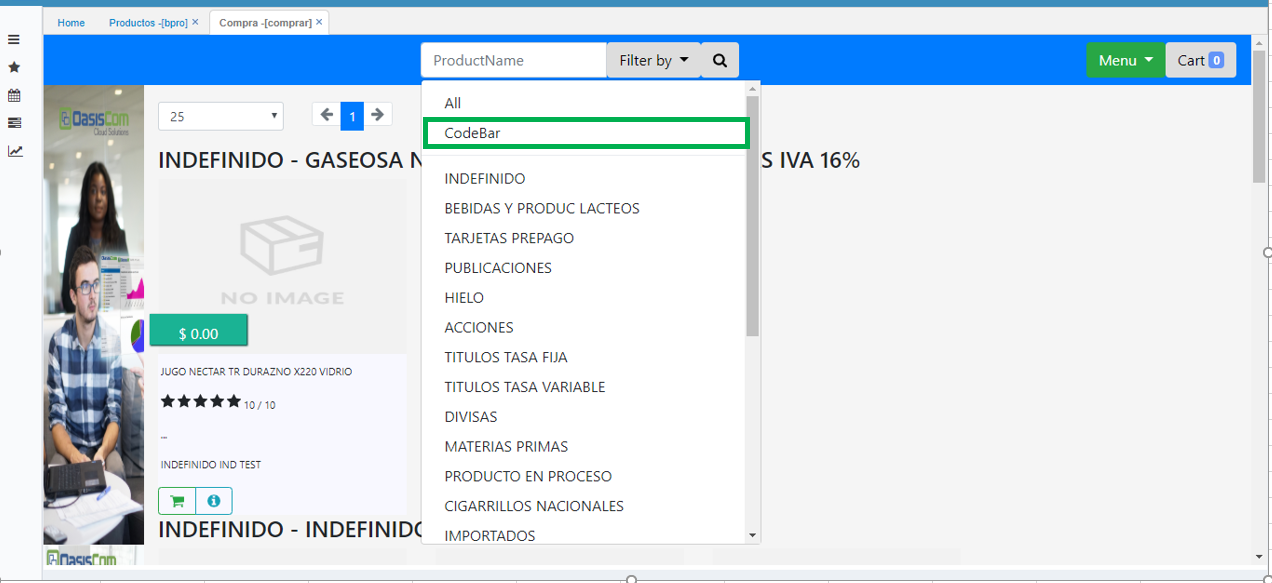 Home Productos -[bpro] × Compra -[comprar] ×
ProductName Filter by Menu Cart 0
OasisCom
Cloud Solutions
25 1
All
CodeBar
INDEFINIDO - GASEOSA N
S IVA 16%
INDEFINIDO
BEBIDAS Y PRODUC LACTEOS
TARJETAS PREPAGO
PUBLICACIONES
HIELO
ACCIONES
TITULOS TASA FIJA
TITULOS TASA VARIABLE
DIVISAS
MATERIAS PRIMAS
PRODUCTO EN PROCESO
CIGARRILLOS NACIONALES
IMPORTADOS
NO IMAGE
$ 0.00
JUGO NECTAR TR DURAZNO X220 VIDRIO
10 / 10
...
INDEFINIDO IND TEST
INDEFINIDO - INDEFINIDO
OasisCom